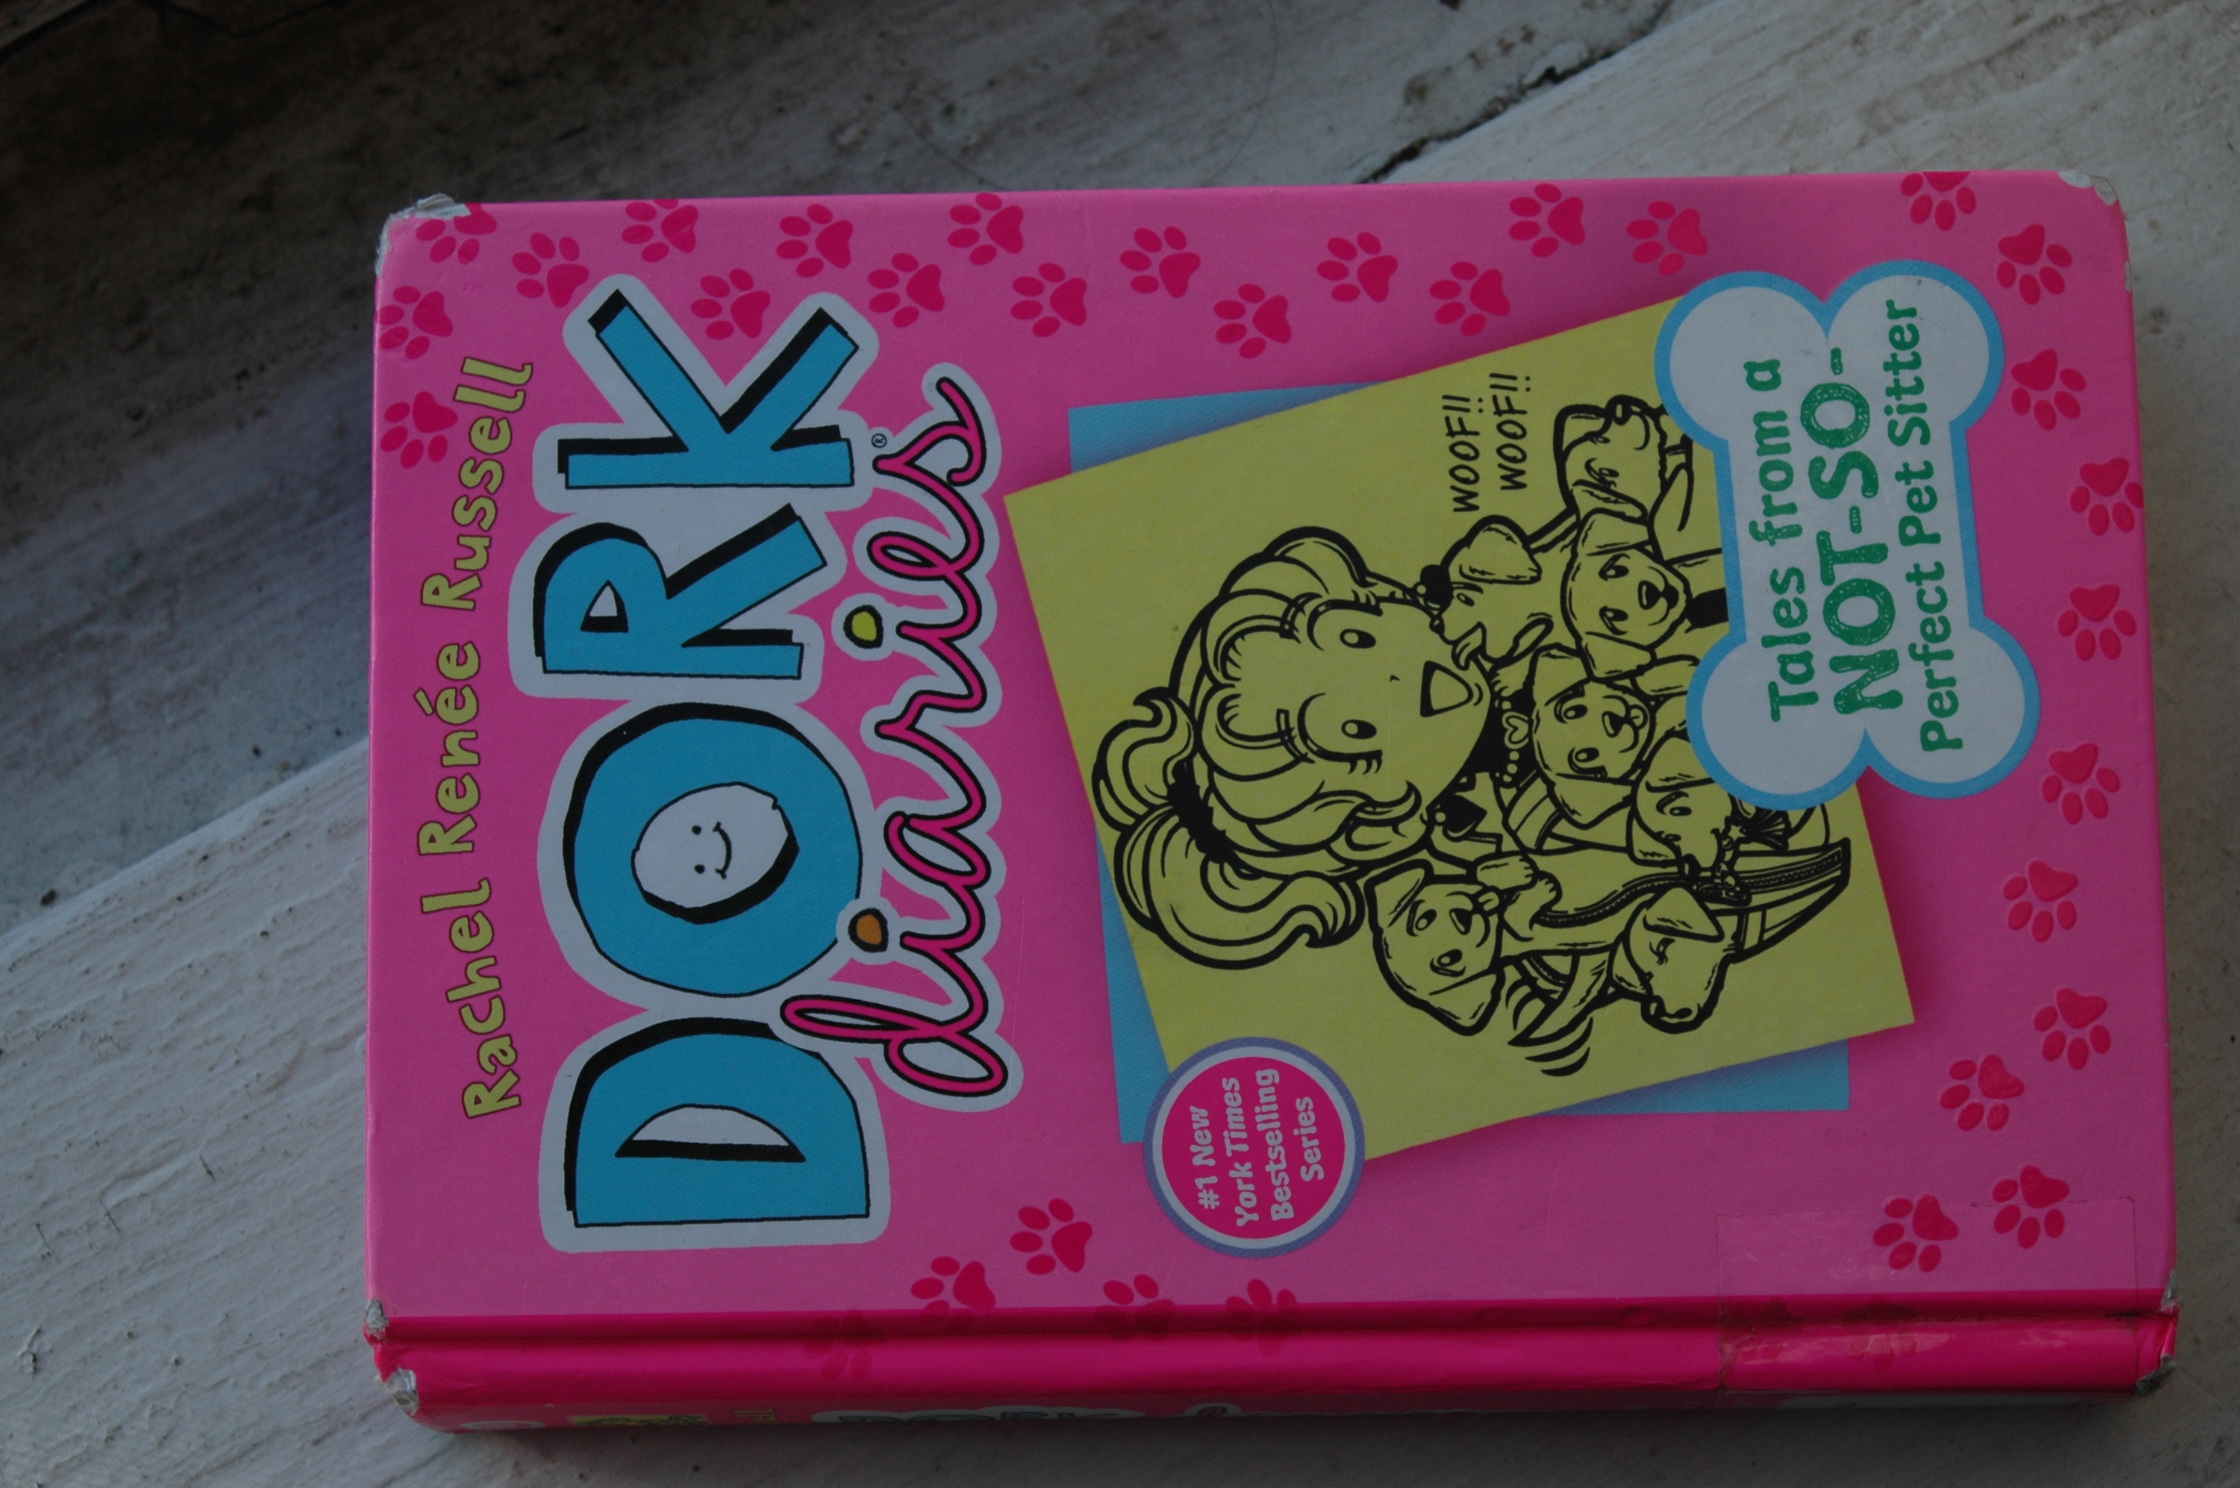 Rachel Renée Russell
DORK
diaries®
#1 New
York Times
Bestselling
Series
WOOF!!
WOOF!!
Tales from a
NOT-SO-
Perfect Pet Sitter